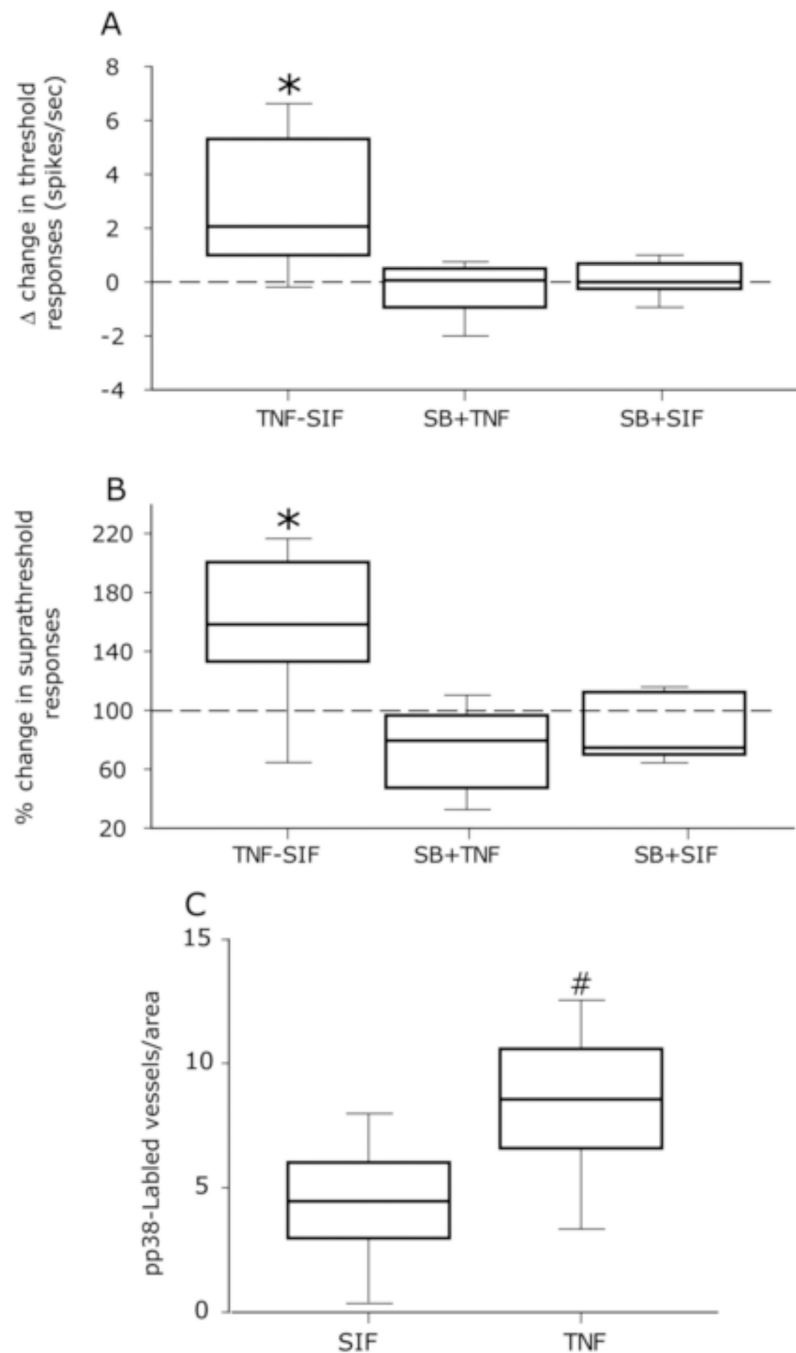 A
Δ change in threshold
responses (spikes/sec)
8
6
4
2
0
-2
-4
*
TNF-SIF SB+TNF SB+SIF
B
% change in suprathreshold
responses
220
180
140
100
60
20
*
TNF-SIF SB+TNF SB+SIF
C
pp38-Labled vessels/area
15
10
5
0
#
SIF TNF